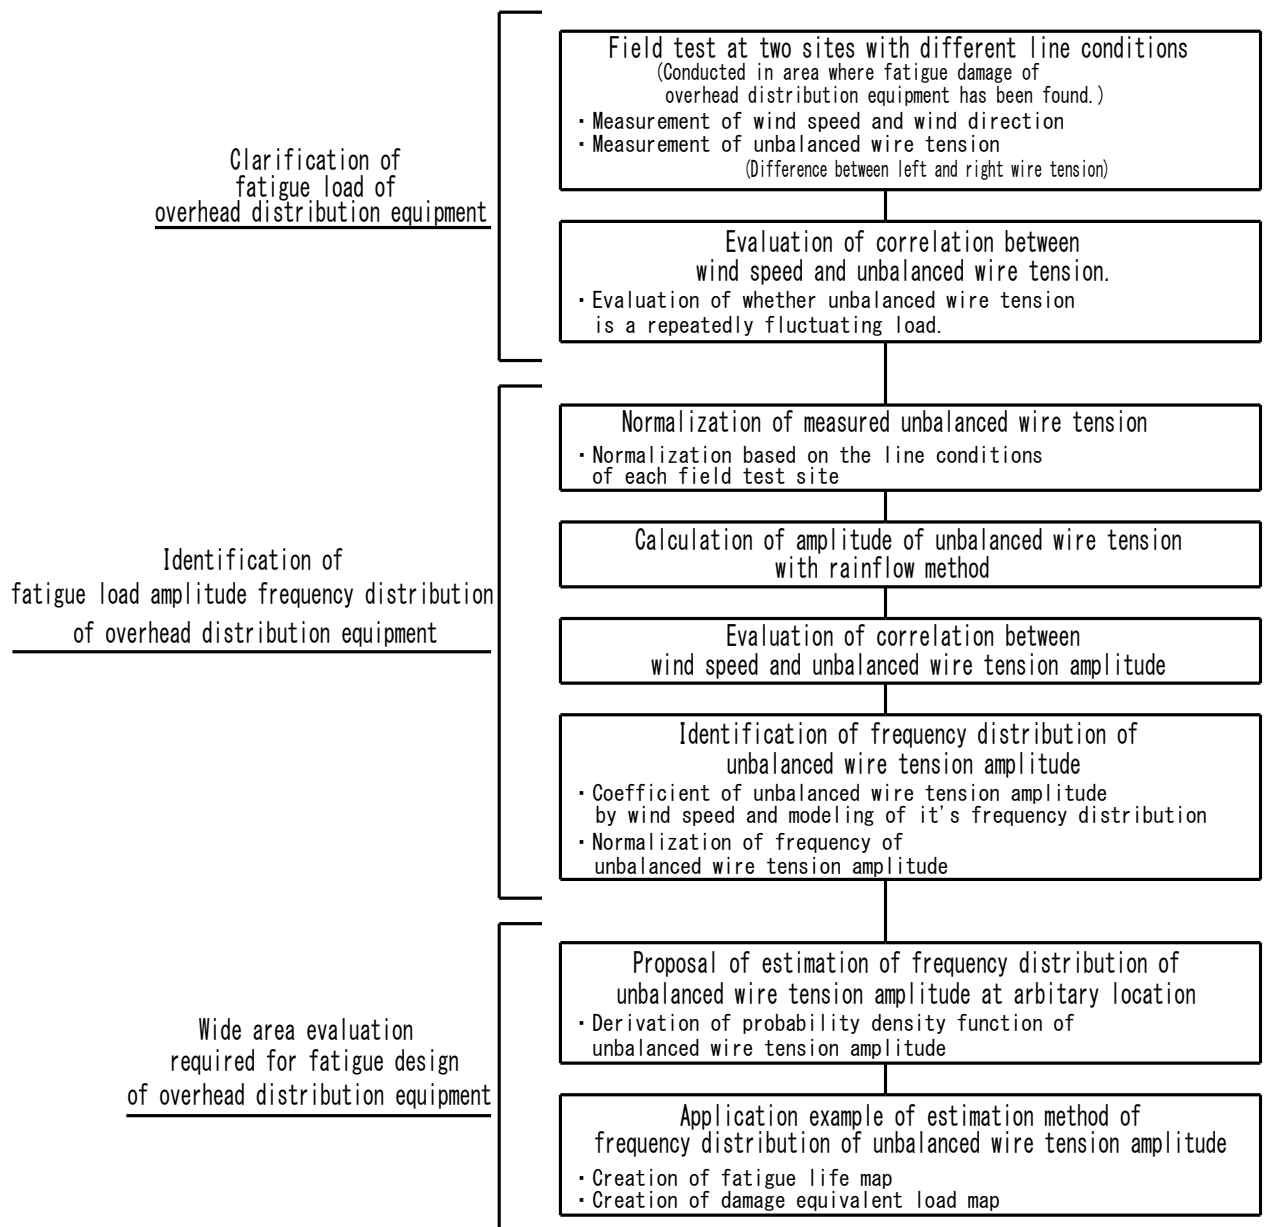 Clarification of
fatigue load of
overhead distribution equipment
Field test at two sites with different line conditions
(Conducted in area where fatigue damage of
overhead distribution equipment has been found.)
・Measurement of wind speed and wind direction
・Measurement of unbalanced wire tension
(Difference between left and right wire tension)
Evaluation of correlation between
wind speed and unbalanced wire tension.
・Evaluation of whether unbalanced wire tension
is a repeatedly fluctuating load.
Identification of
fatigue load amplitude frequency distribution
of overhead distribution equipment
Normalization of measured unbalanced wire tension
・Normalization based on the line conditions
of each field test site
Calculation of amplitude of unbalanced wire tension
with rainflow method
Evaluation of correlation between
wind speed and unbalanced wire tension amplitude
Identification of frequency distribution of
unbalanced wire tension amplitude
・Coefficient of unbalanced wire tension amplitude
by wind speed and modeling of it's frequency distribution
・Normalization of frequency of
unbalanced wire tension amplitude
Wide area evaluation
required for fatigue design
of overhead distribution equipment
Proposal of estimation of frequency distribution of
unbalanced wire tension amplitude at arbitary location
・Derivation of probability density function of
unbalanced wire tension amplitude
Application example of estimation method of
frequency distribution of unbalanced wire tension amplitude
・Creation of fatigue life map
・Creation of damage equivalent load map